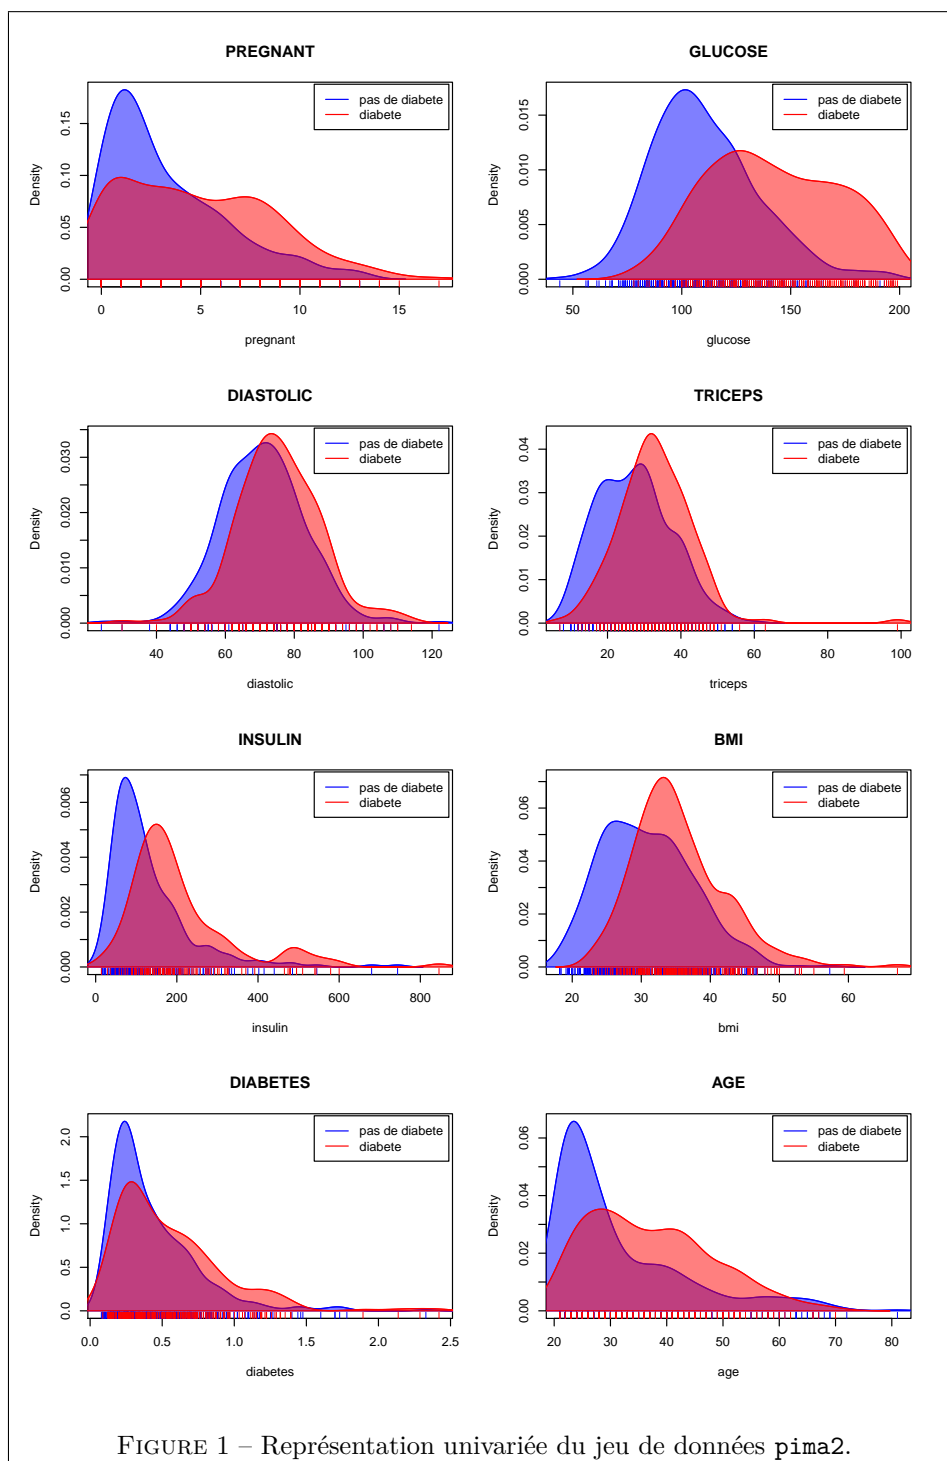 PREGNANT
pas de diabete
diabete
Density
0.00 0.05 0.10 0.15
0 5 10 15
pregnant
GLUCOSE
pas de diabete
diabete
Density
0.000 0.005 0.010 0.015
50 100 150 200
glucose
DIASTOLIC
pas de diabete
diabete
Density
0.000 0.010 0.020 0.030
40 60 80 100 120
diastolic
TRICEPS
pas de diabete
diabete
Density
0.00 0.01 0.02 0.03 0.04
20 40 60 80 100
triceps
INSULIN
pas de diabete
diabete
Density
0.000 0.002 0.004 0.006
0 200 400 600 800
insulin
BMI
pas de diabete
diabete
Density
0.00 0.02 0.04 0.06
20 30 40 50 60
bmi
DIABETES
pas de diabete
diabete
Density
0.0 0.5 1.0 1.5 2.0
0.0 0.5 1.0 1.5 2.0 2.5
diabetes
AGE
pas de diabete
diabete
Density
0.00 0.02 0.04 0.06
20 30 40 50 60 70 80
age
FIGURE 1 – Représentation univariée du jeu de données pima2.